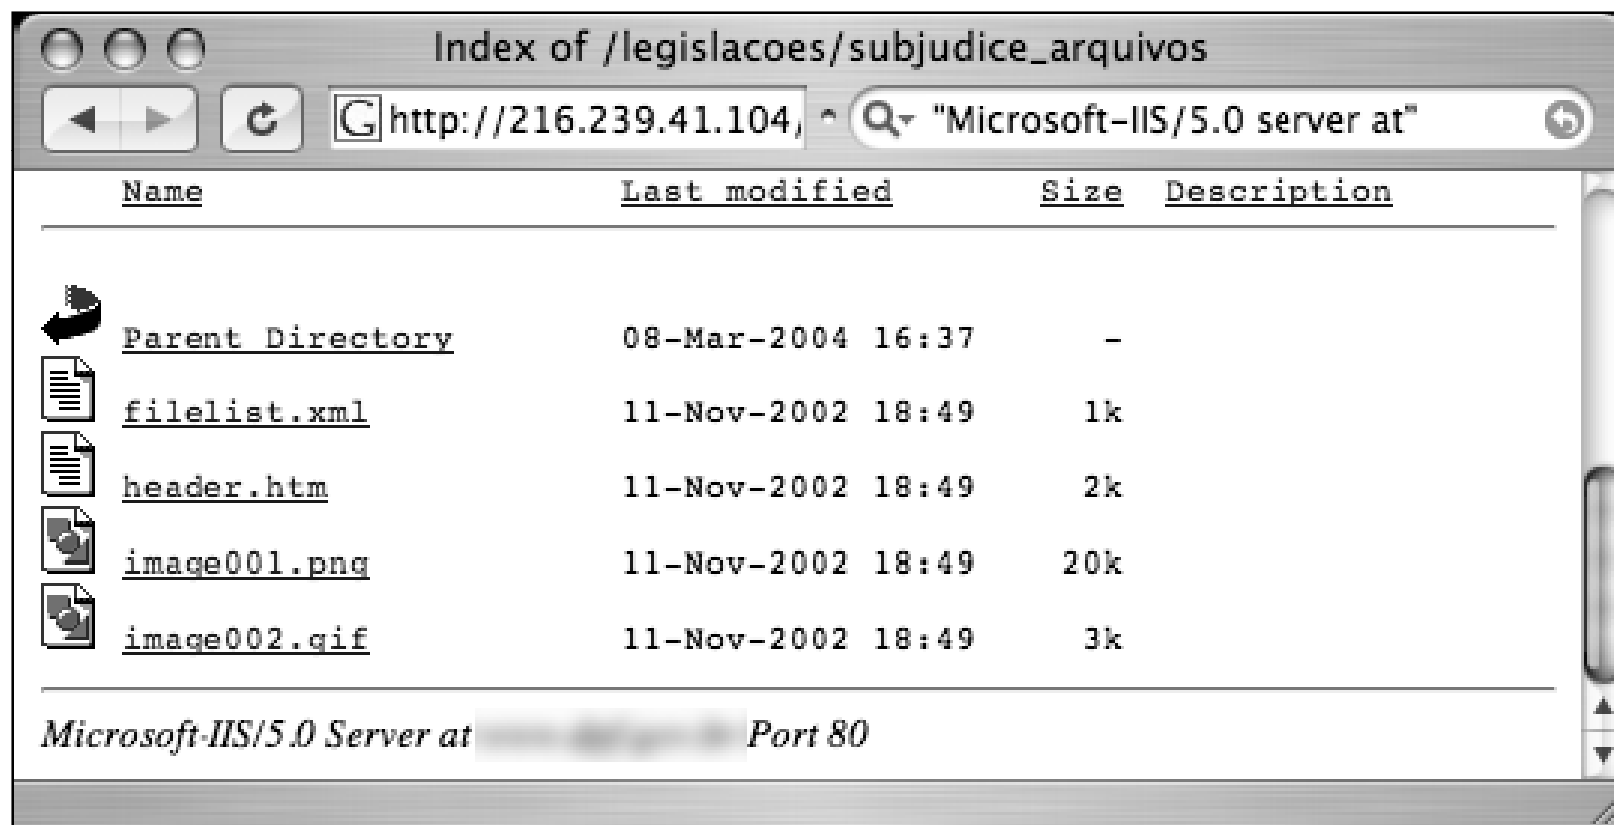 Index of /legislacoes/subjudice_arquivos
G http://216.239.41.104/ "Microsoft-IIS/5.0 server at"
Name Last modified Size Description
Parent Directory 08-Mar-2004 16:37 -
filelist.xml 11-Nov-2002 18:49 1k
header.htm 11-Nov-2002 18:49 2k
image001.png 11-Nov-2002 18:49 20k
image002.gif 11-Nov-2002 18:49 3k
Microsoft-IIS/5.0 Server at Port 80